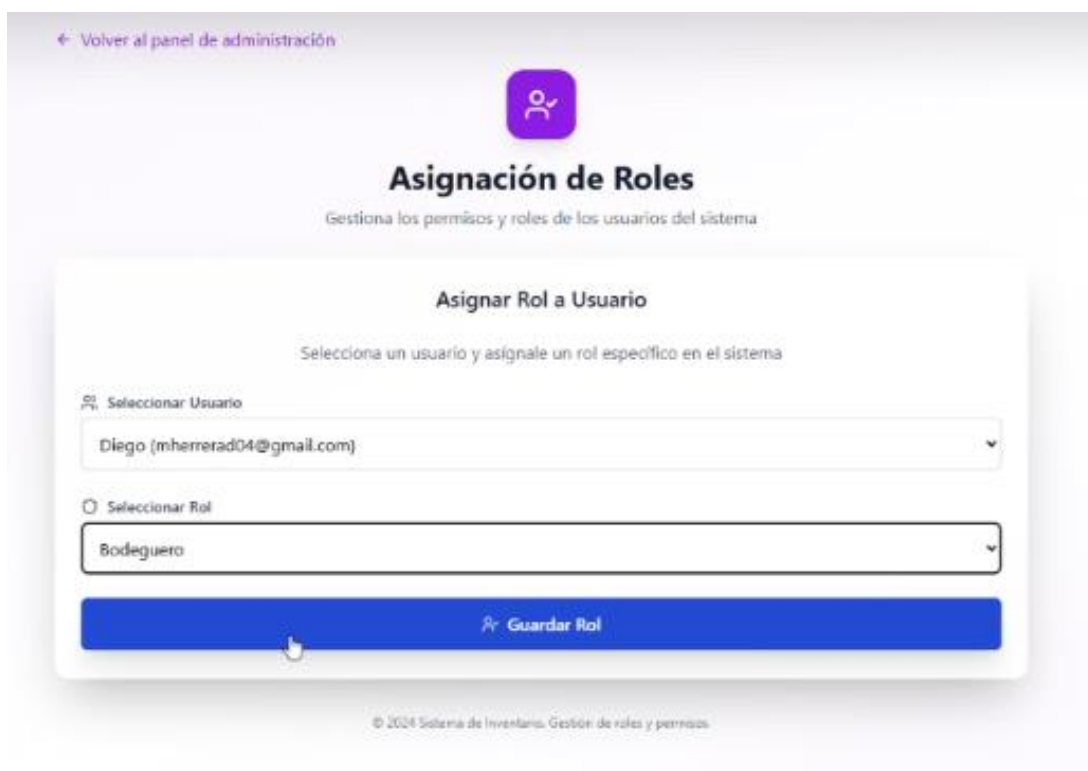 ← Volver al panel de administración
Asignación de Roles
Gestiona los permisos y roles de los usuarios del sistema
Asignar Rol a Usuario
Selecciona un usuario y asígnale un rol específico en el sistema
Seleccionar Usuario
Diego (mherrerad04@gmail.com)
Seleccionar Rol
Bodeguero
Guardar Rol
© 2024 Sistema de Inventario. Gestión de roles y permisos.